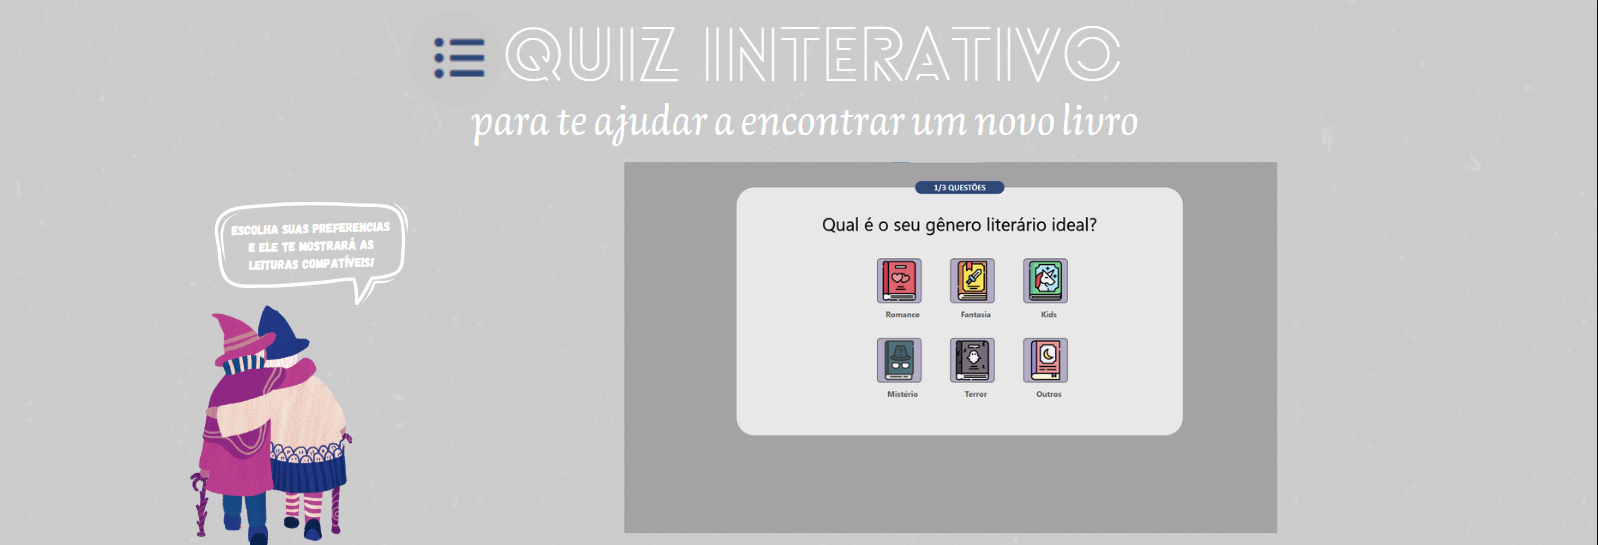 QUIZ INTERATIVO
para te ajudar a encontrar um novo livro
ESCOLHA SUAS PREFERENCIAS
E ELE TE MOSTRARÁ AS
LEITURAS COMPATÍVEIS!
1/3 QUESTÕES
Qual é o seu gênero literário ideal?
Romance
Fantasia
Kids
Mistério
Terror
Outros